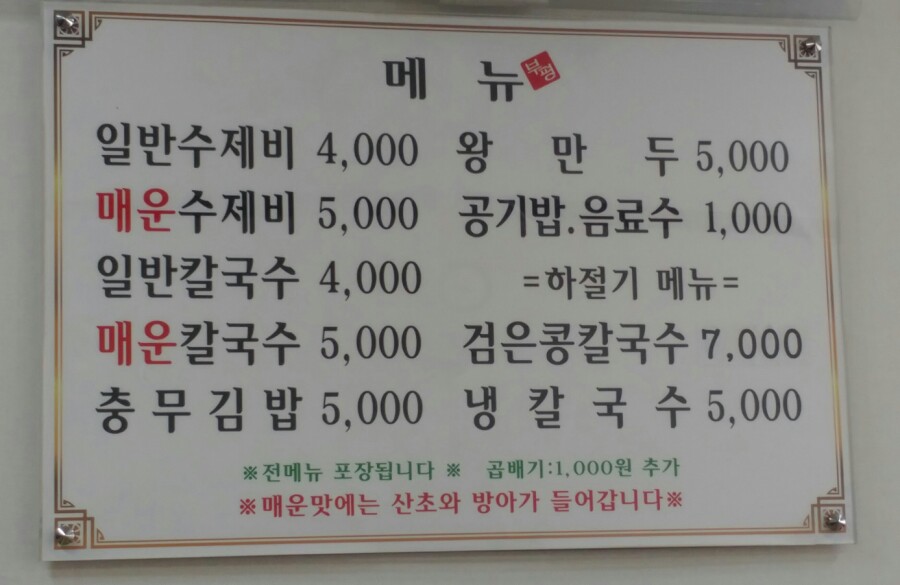 메 뉴 부평
일반수제비 4,000
매운수제비 5,000
일반칼국수 4,000
매운칼국수 5,000
충무김밥 5,000
왕 만 두 5,000
공기밥.음료수 1,000
=하절기 메뉴=
검은콩칼국수 7,000
냉칼국수 5,000
※전메뉴 포장됩니다 ※ 곱배기:1,000원 추가
※매운맛에는 산초와 방아가 들어갑니다※